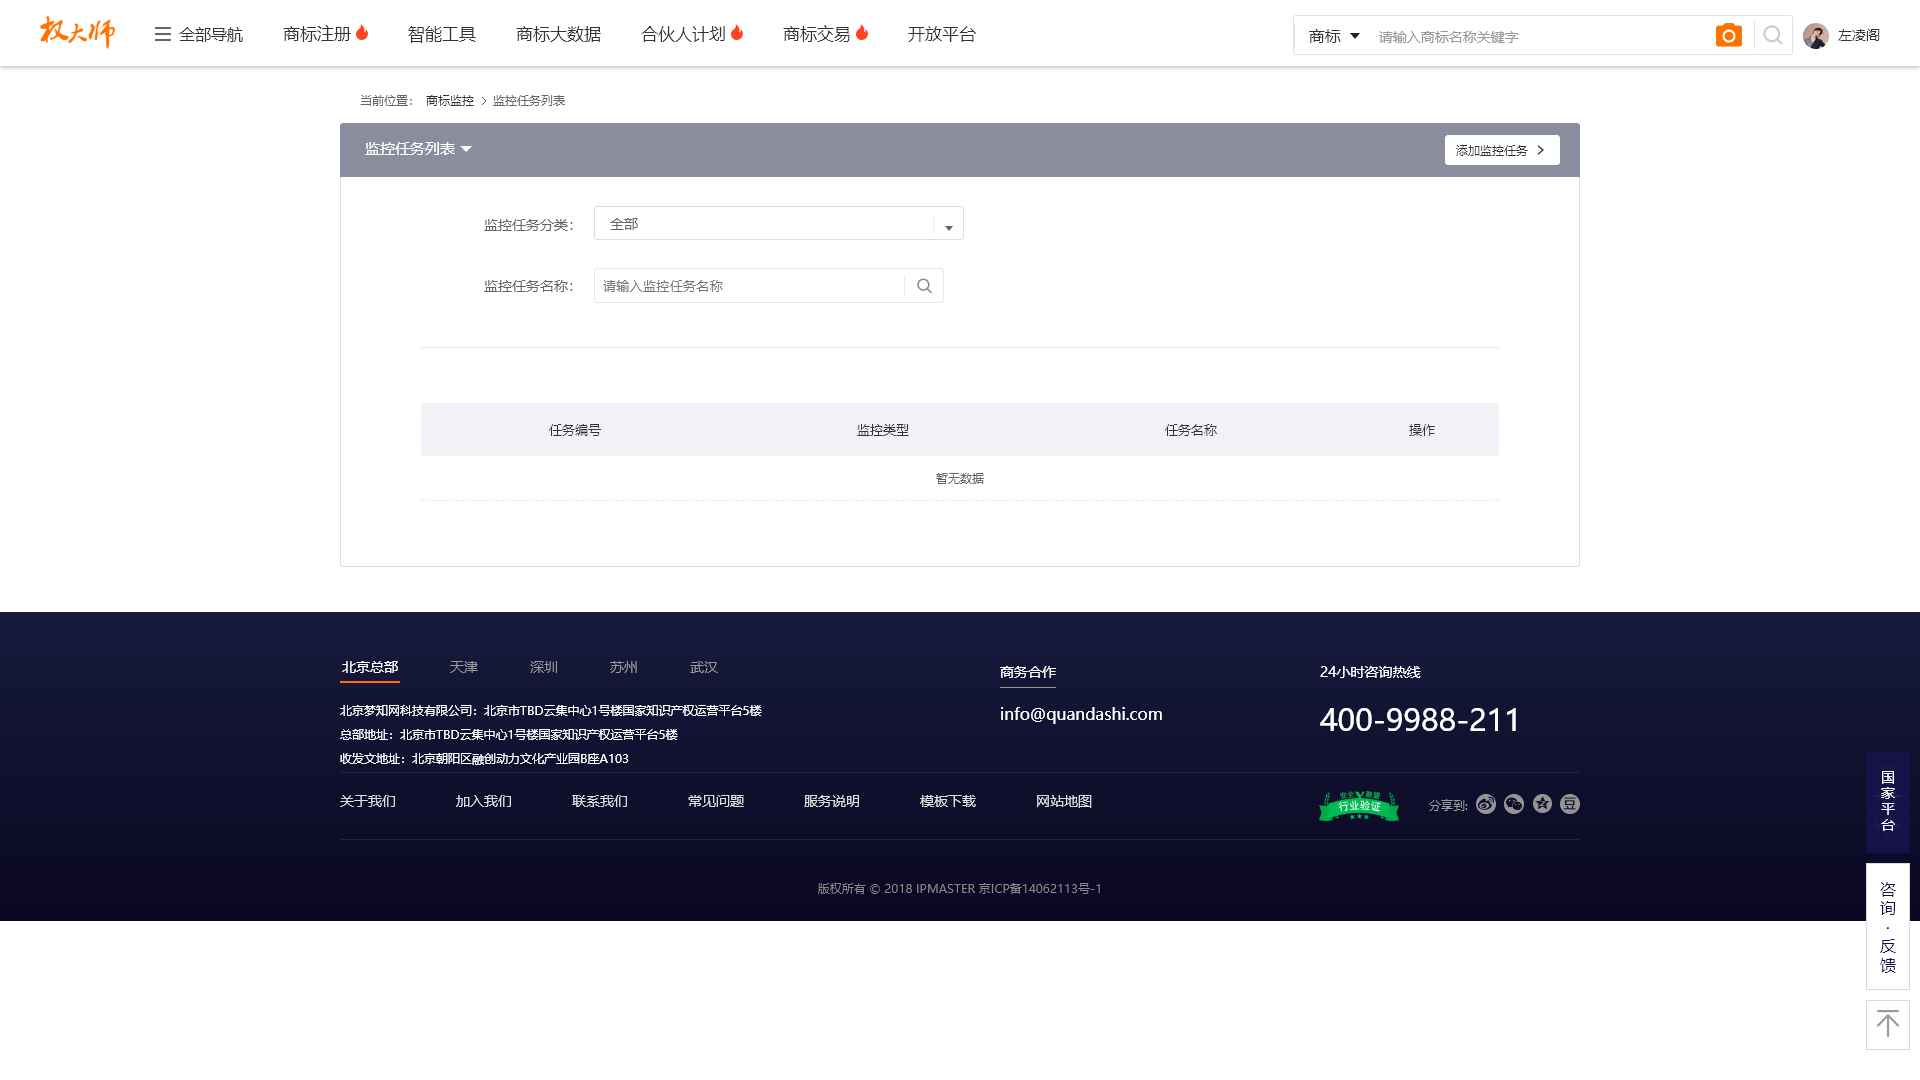 权大师
全部导航 商标注册 智能工具 商标大数据 合伙人计划 商标交易 开放平台 商标 请输入商标名称关键字 左凌阁
当前位置： 商标监控 > 监控任务列表
监控任务列表 添加监控任务
监控任务分类： 全部
监控任务名称： 请输入监控任务名称
任务编号 监控类型 任务名称 操作
暂无数据
北京总部 天津 深圳 苏州 武汉
北京梦知网科技有限公司：北京市TBD云集中心1号楼国家知识产权运营平台5楼
总部地址：北京市TBD云集中心1号楼国家知识产权运营平台5楼
收发文地址：北京朝阳区融创动力文化产业园B座A103
商务合作
info@quandashi.com
24小时咨询热线
400-9988-211
关于我们 加入我们 联系我们 常见问题 服务说明 模板下载 网站地图
安全V联盟
行业验证
分享到: 豆
版权所有 © 2018 IPMASTER 京ICP备14062113号-1
国家平台
咨询·反馈